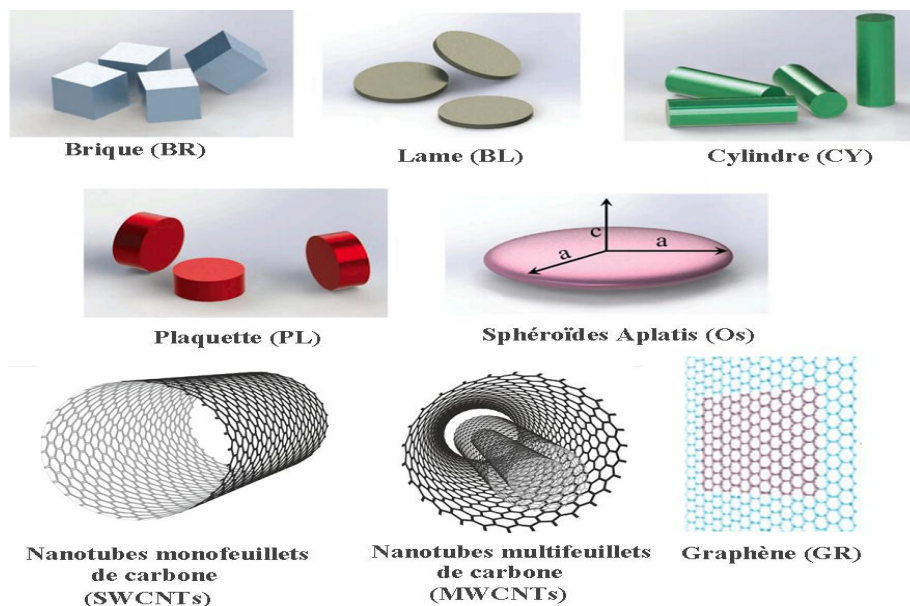 Brique (BR)
Lame (BL)
Cylindre (CY)
c
a
a
Plaquette (PL)
Sphéroïdes Aplatis (Os)
Nanotubes monofeuillets
de carbone
(SWCNTs)
Nanotubes multifeuillets
de carbone
(MWCNTs)
Graphène (GR)